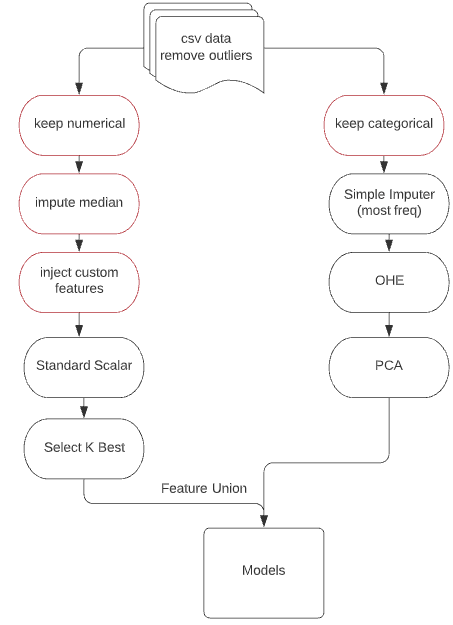 csv data
remove outliers
keep numerical
keep categorical
impute median
Simple Imputer
(most freq)
inject custom
features
OHE
Standard Scalar
PCA
Select K Best
Feature Union
Models